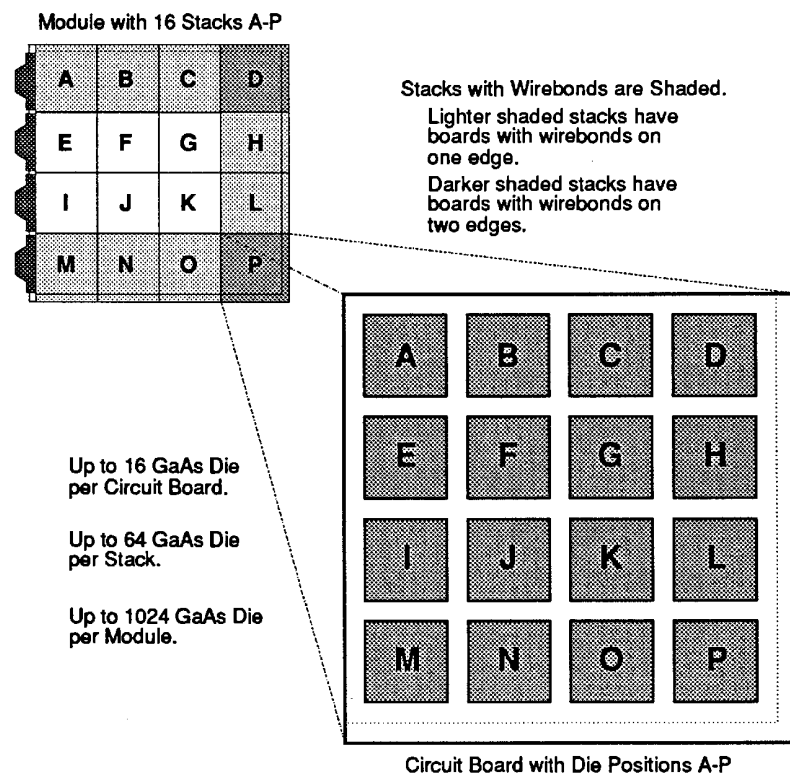 Module with 16 Stacks A-P
A B C D
E F G H
I J K L
M N O P
Stacks with Wirebonds are Shaded.
Lighter shaded stacks have
boards with wirebonds on
one edge.
Darker shaded stacks have
boards with wirebonds on
two edges.
A B C D
E F G H
I J K L
M N O P
Up to 16 GaAs Die
per Circuit Board.
Up to 64 GaAs Die
per Stack.
Up to 1024 GaAs Die
per Module.
Circuit Board with Die Positions A-P